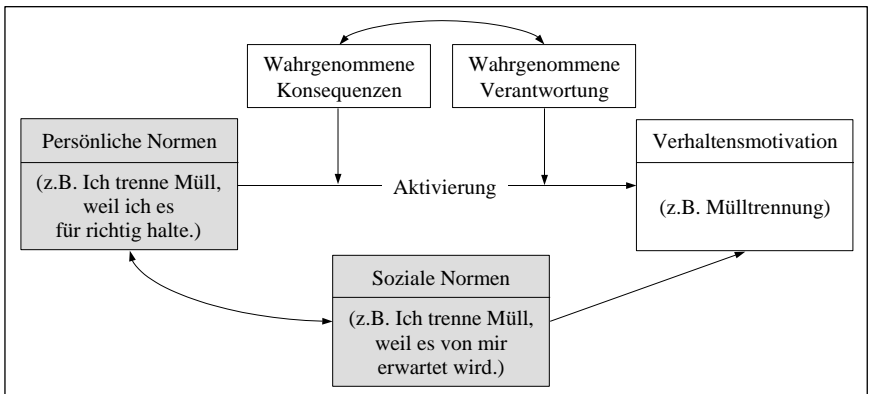 Wahrgenommene
Konsequenzen
Wahrgenommene
Verantwortung
Persönliche Normen
(z.B. Ich trenne Müll,
weil ich es
für richtig halte.)
Aktivierung
Verhaltensmotivation
(z.B. Mülltrennung)
Soziale Normen
(z.B. Ich trenne Müll,
weil es von mir
erwartet wird.)